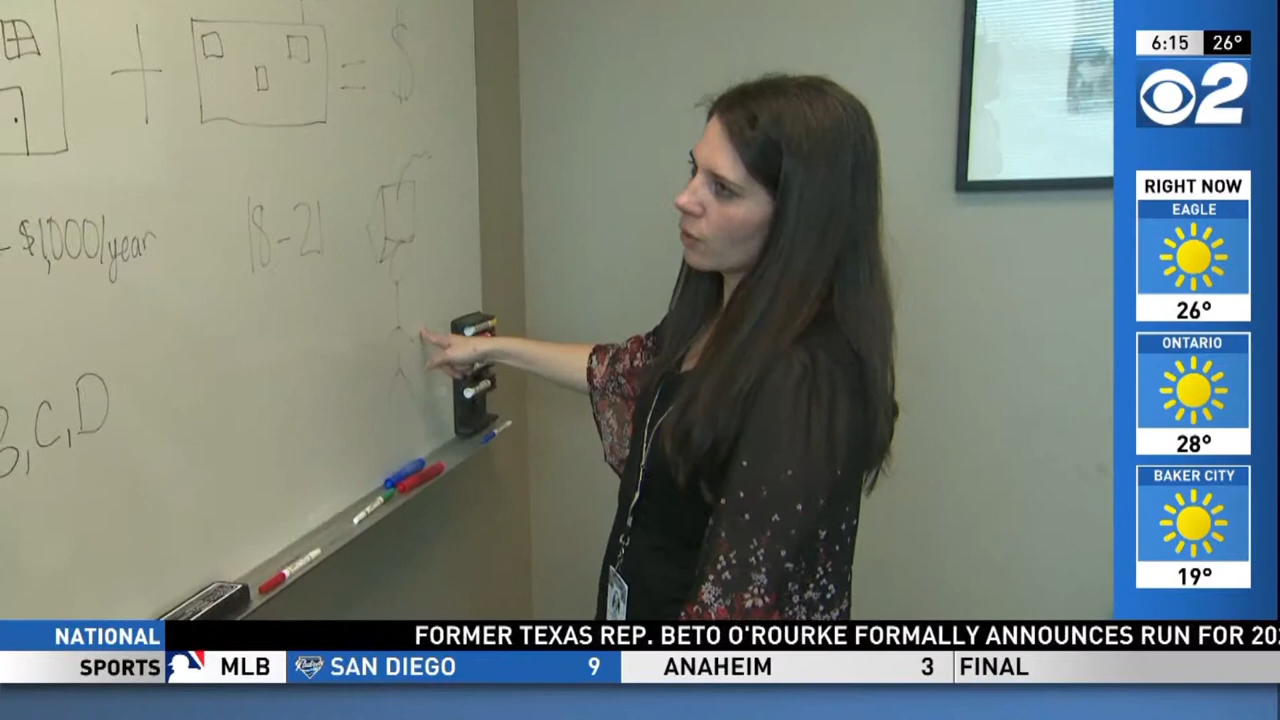 + = $
- $1,000/year
18-21
B, C, D
6:15 26°
2
RIGHT NOW
EAGLE
26°
ONTARIO
28°
BAKER CITY
19°
NATIONAL FORMER TEXAS REP. BETO O'ROURKE FORMALLY ANNOUNCES RUN FOR 20
SPORTS MLB SAN DIEGO 9 ANAHEIM 3 FINAL